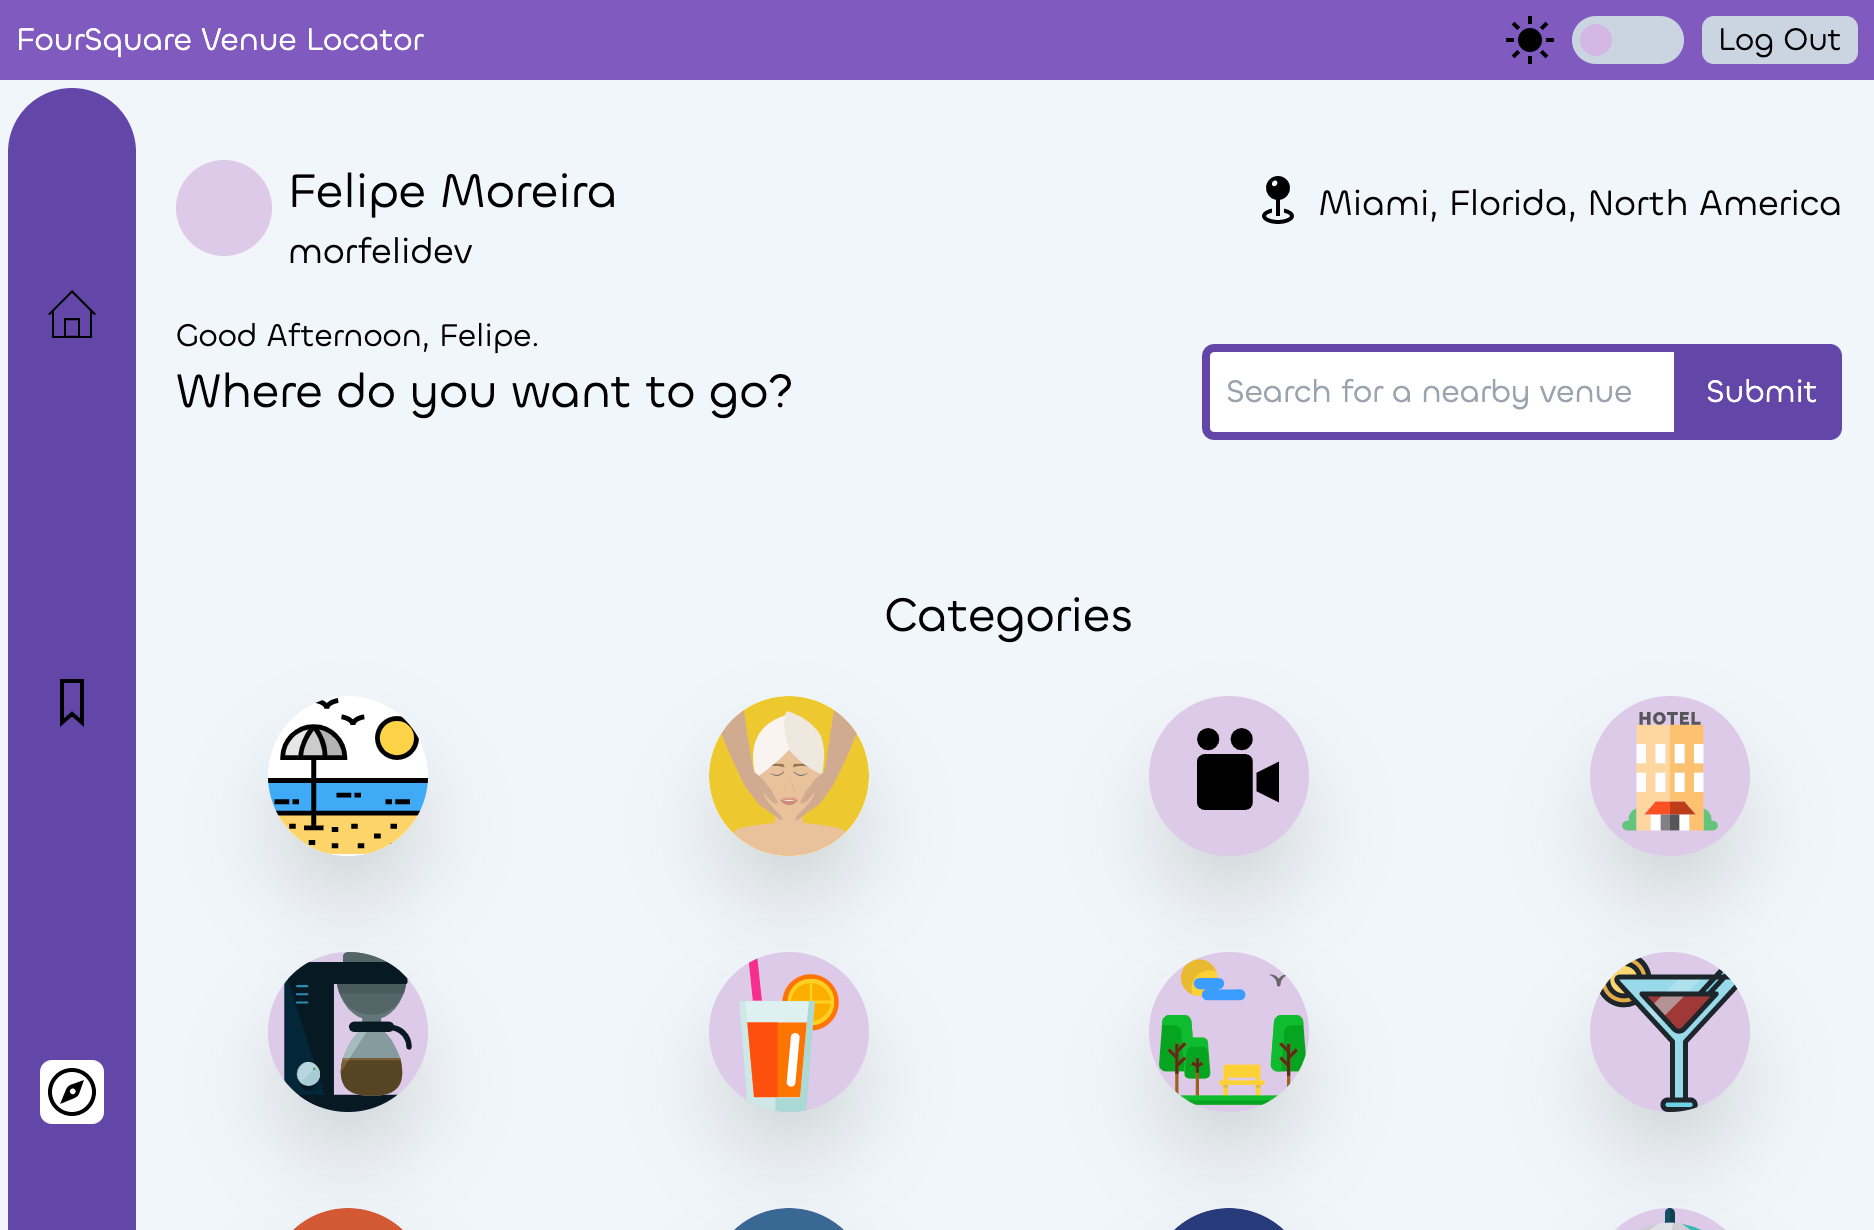 FourSquare Venue Locator
Log Out
Felipe Moreira
morfelidev
Miami, Florida, North America
Good Afternoon, Felipe.
Where do you want to go?
Search for a nearby venue
Submit
Categories
HOTEL